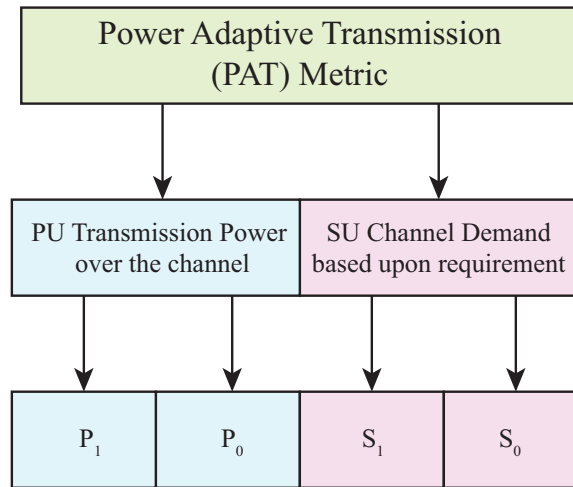 Power Adaptive Transmission
(PAT) Metric
PU Transmission Power
over the channel
SU Channel Demand
based upon requirement
P₁
P₀
S₁
S₀